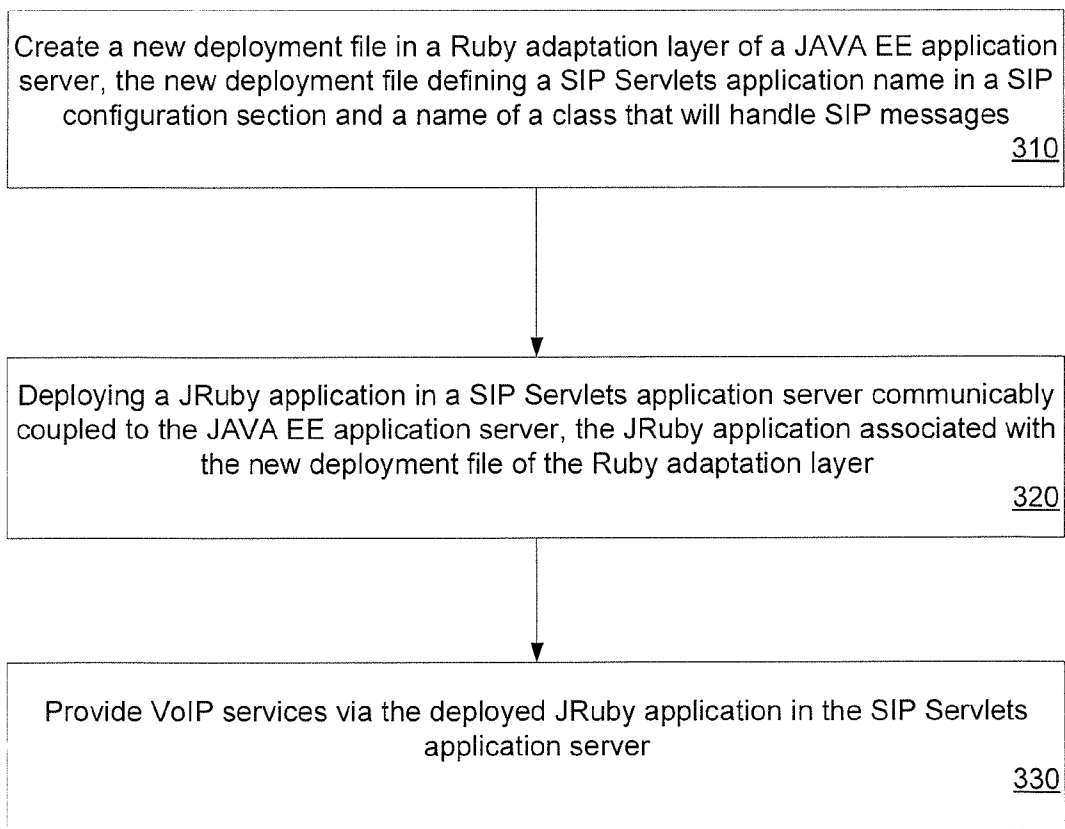 Create a new deployment file in a Ruby adaptation layer of a JAVA EE application
server, the new deployment file defining a SIP Servlets application name in a SIP
configuration section and a name of a class that will handle SIP messages
310
Deploying a JRuby application in a SIP Servlets application server communicably
coupled to the JAVA EE application server, the JRuby application associated with
the new deployment file of the Ruby adaptation layer
320
Provide VoIP services via the deployed JRuby application in the SIP Servlets
application server
330